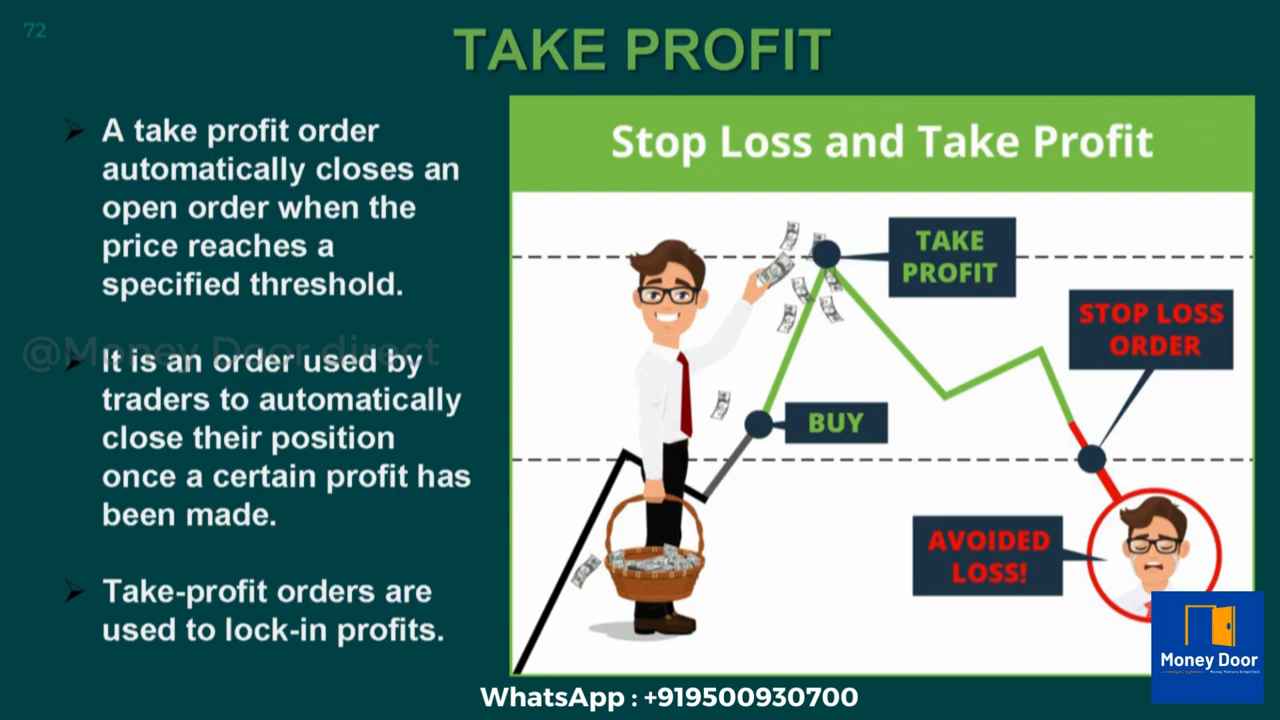 72
TAKE PROFIT
A take profit order
automatically closes an
open order when the
price reaches a
specified threshold.
It is an order used by
traders to automatically
close their position
once a certain profit has
been made.
Take-profit orders are
used to lock-in profits.
@Money Door direct
Stop Loss and Take Profit
TAKE
PROFIT
STOP LOSS
ORDER
BUY
AVOIDED
LOSS!
Money Door
Money Matters Simplified
WhatsApp : +919500930700